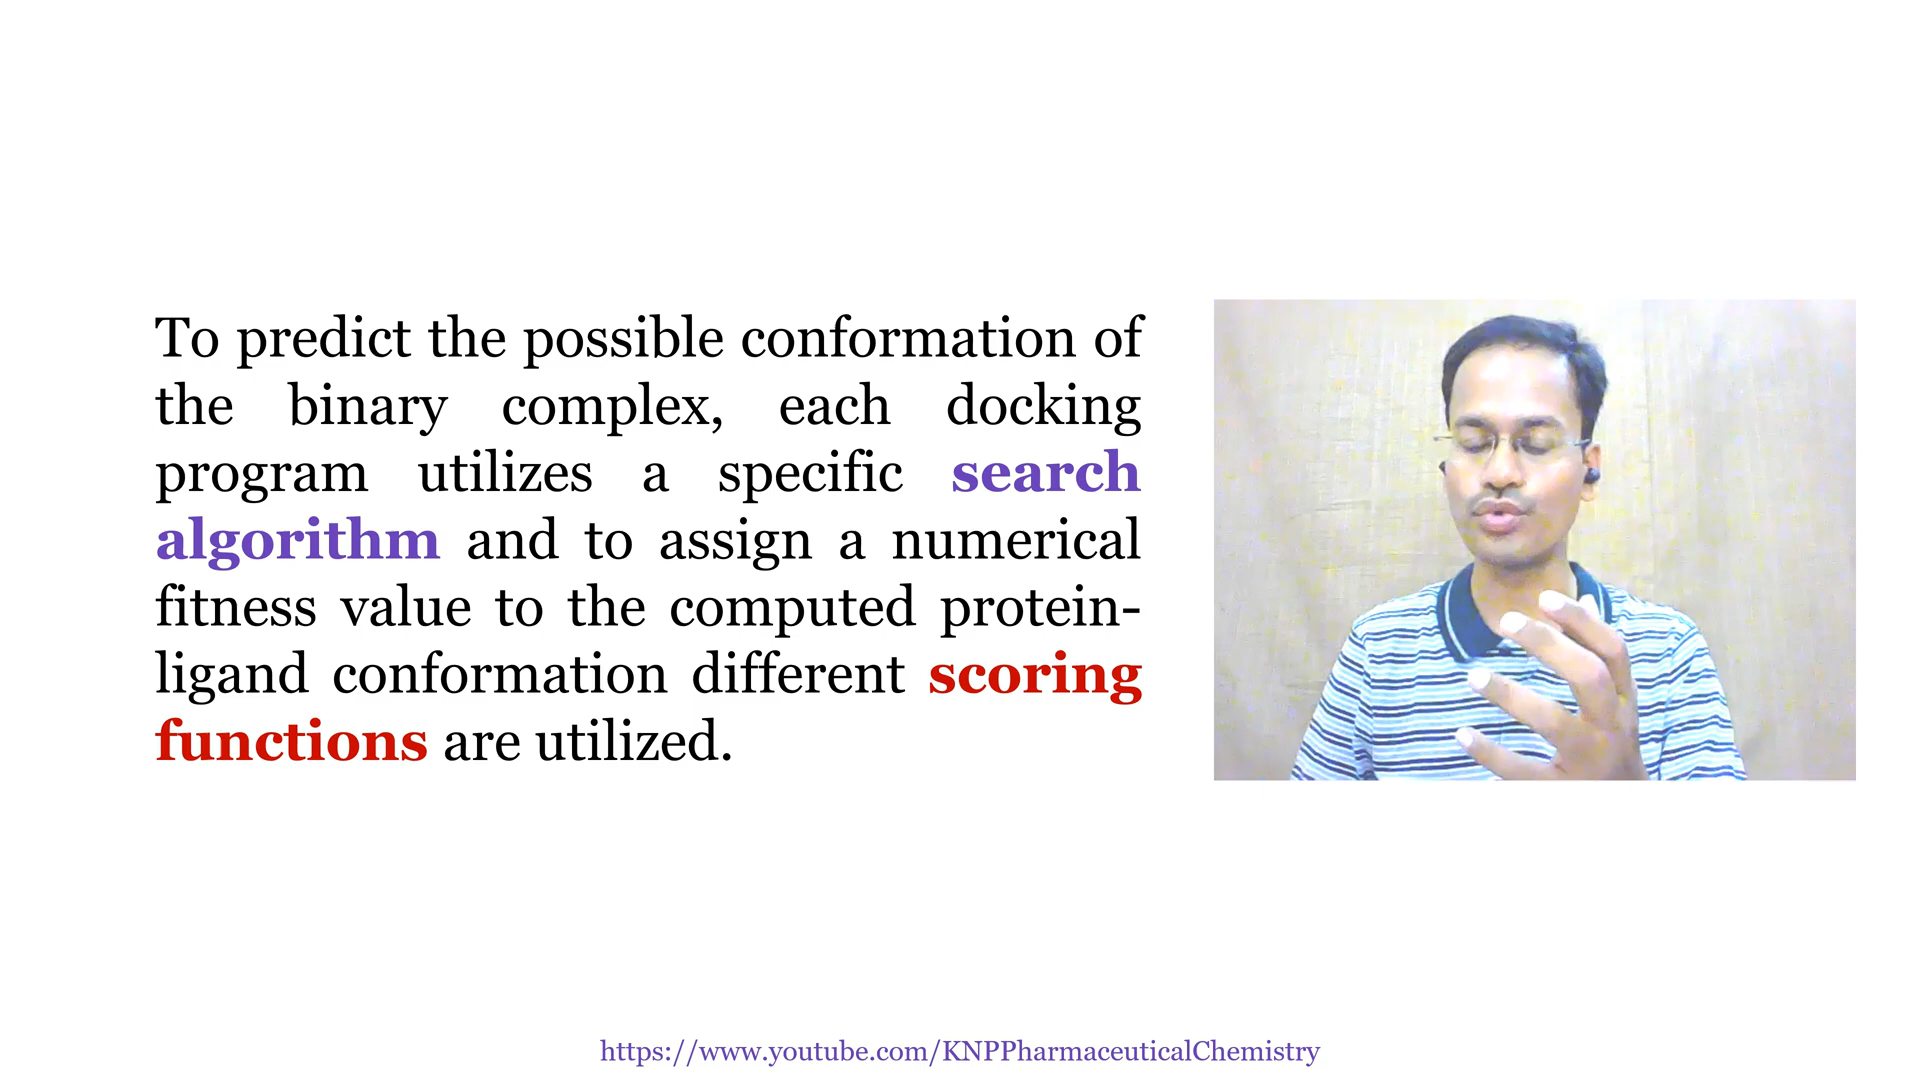 To predict the possible conformation of
the binary complex, each docking
program utilizes a specific search
algorithm and to assign a numerical
fitness value to the computed protein-
ligand conformation different scoring
functions are utilized.
https://www.youtube.com/KNPPharmaceuticalChemistry